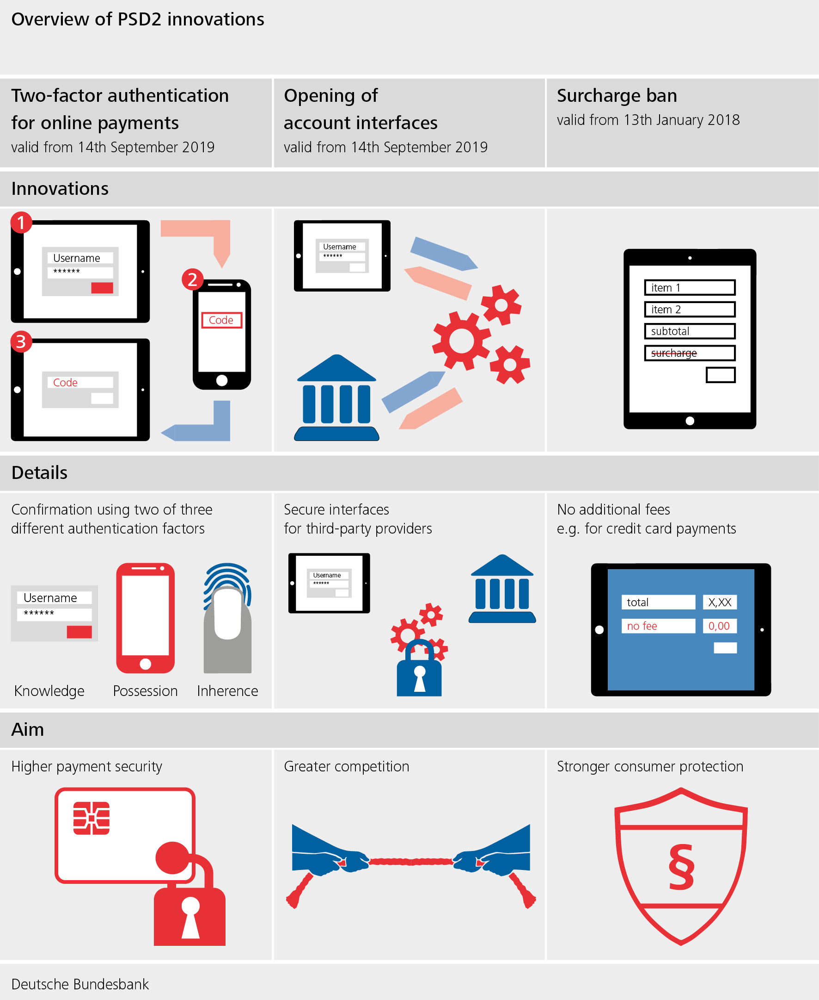 Overview of PSD2 innovations
Two-factor authentication
for online payments
valid from 14th September 2019
Opening of
account interfaces
valid from 14th September 2019
Surcharge ban
valid from 13th January 2018
Innovations
1
Username
******
2
Code
3
Code
Username
******
item 1
item 2
subtotal
surcharge
Details
Confirmation using two of three
different authentication factors
Username
******
Knowledge
Possession
Inherence
Secure interfaces
for third-party providers
Username
******
No additional fees
e.g. for credit card payments
total X,XX
no fee 0,00
Aim
Higher payment security
Greater competition
Stronger consumer protection
§
Deutsche Bundesbank